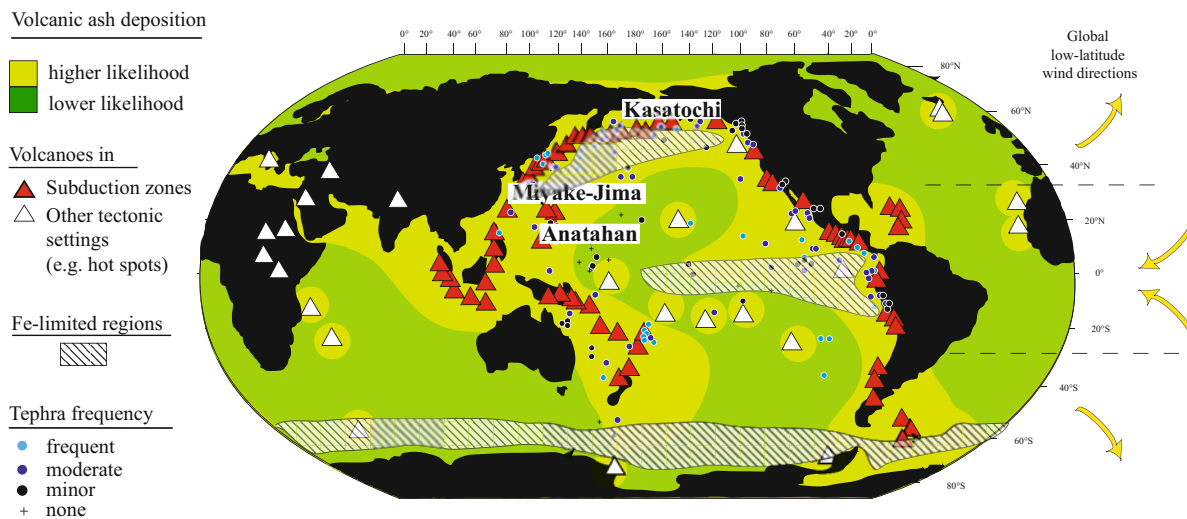 Volcanic ash deposition
higher likelihood
lower likelihood
Volcanoes in
Subduction zones
Other tectonic
settings
(e.g. hot spots)
Fe-limited regions
Tephra frequency
frequent
moderate
minor
none
0° 20° 40° 60° 80° 100° 120° 140° 160° 180° 160° 140° 120° 100° 80° 60° 40° 20° 0°
Kasatochi
Miyake-Jima
Anatahan
80°N
60°N
40°N
20°N
0°
20°S
40°S
60°S
80°S
Global
low-latitude
wind directions